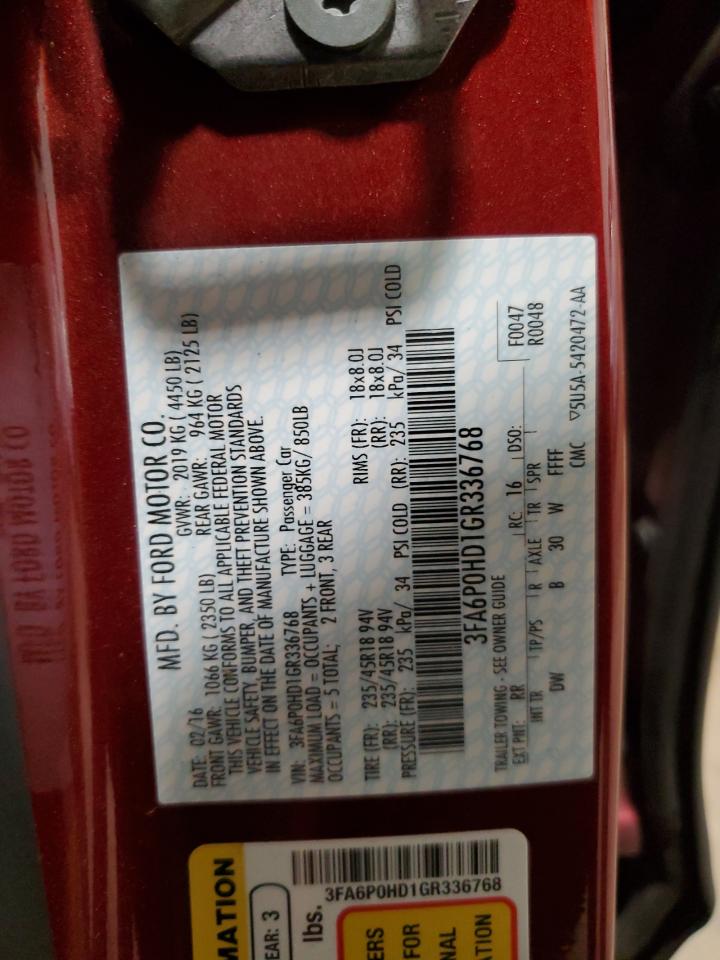 MFD. BY FORD MOTOR CO.
DATE: 02/16 GVWR: 2019 KG ( 4450 LB)
FRONT GAWR: 1066 KG ( 2350 LB) REAR GAWR: 964 KG ( 2125 LB)
THIS VEHICLE CONFORMS TO ALL APPLICABLE FEDERAL MOTOR
VEHICLE SAFETY, BUMPER, AND THEFT PREVENTION STANDARDS
IN EFFECT ON THE DATE OF MANUFACTURE SHOWN ABOVE.
VIN: 3FA6P0HD1GR336768 TYPE: Passenger Car
MAXIMUM LOAD = OCCUPANTS + LUGGAGE = 385KG/ 850LB
OCCUPANTS = 5 TOTAL; 2 FRONT, 3 REAR
TIRE (FR): 235/45R18 94V RIMS (FR): 18x8.0J
(RR): 235/45R18 94V (RR): 18x8.0J
PRESSURE (FR): 235 kPa/ 34 PSI COLD (RR): 235 kPa/ 34 PSI COLD
3FA6P0HD1GR336768
TRAILER TOWING - SEE OWNER GUIDE
EXT PNT: RR RC: 16 DSO: F0047
R0048
INT TR TP/PS R AXLE TR SPR
DW B 30 W FFFF
CMC ▽5U5A-5420472-AA
MATION
EAR: 3
lbs.
3FA6P0HD1GR336768
ERS
FOR
NAL
ATION